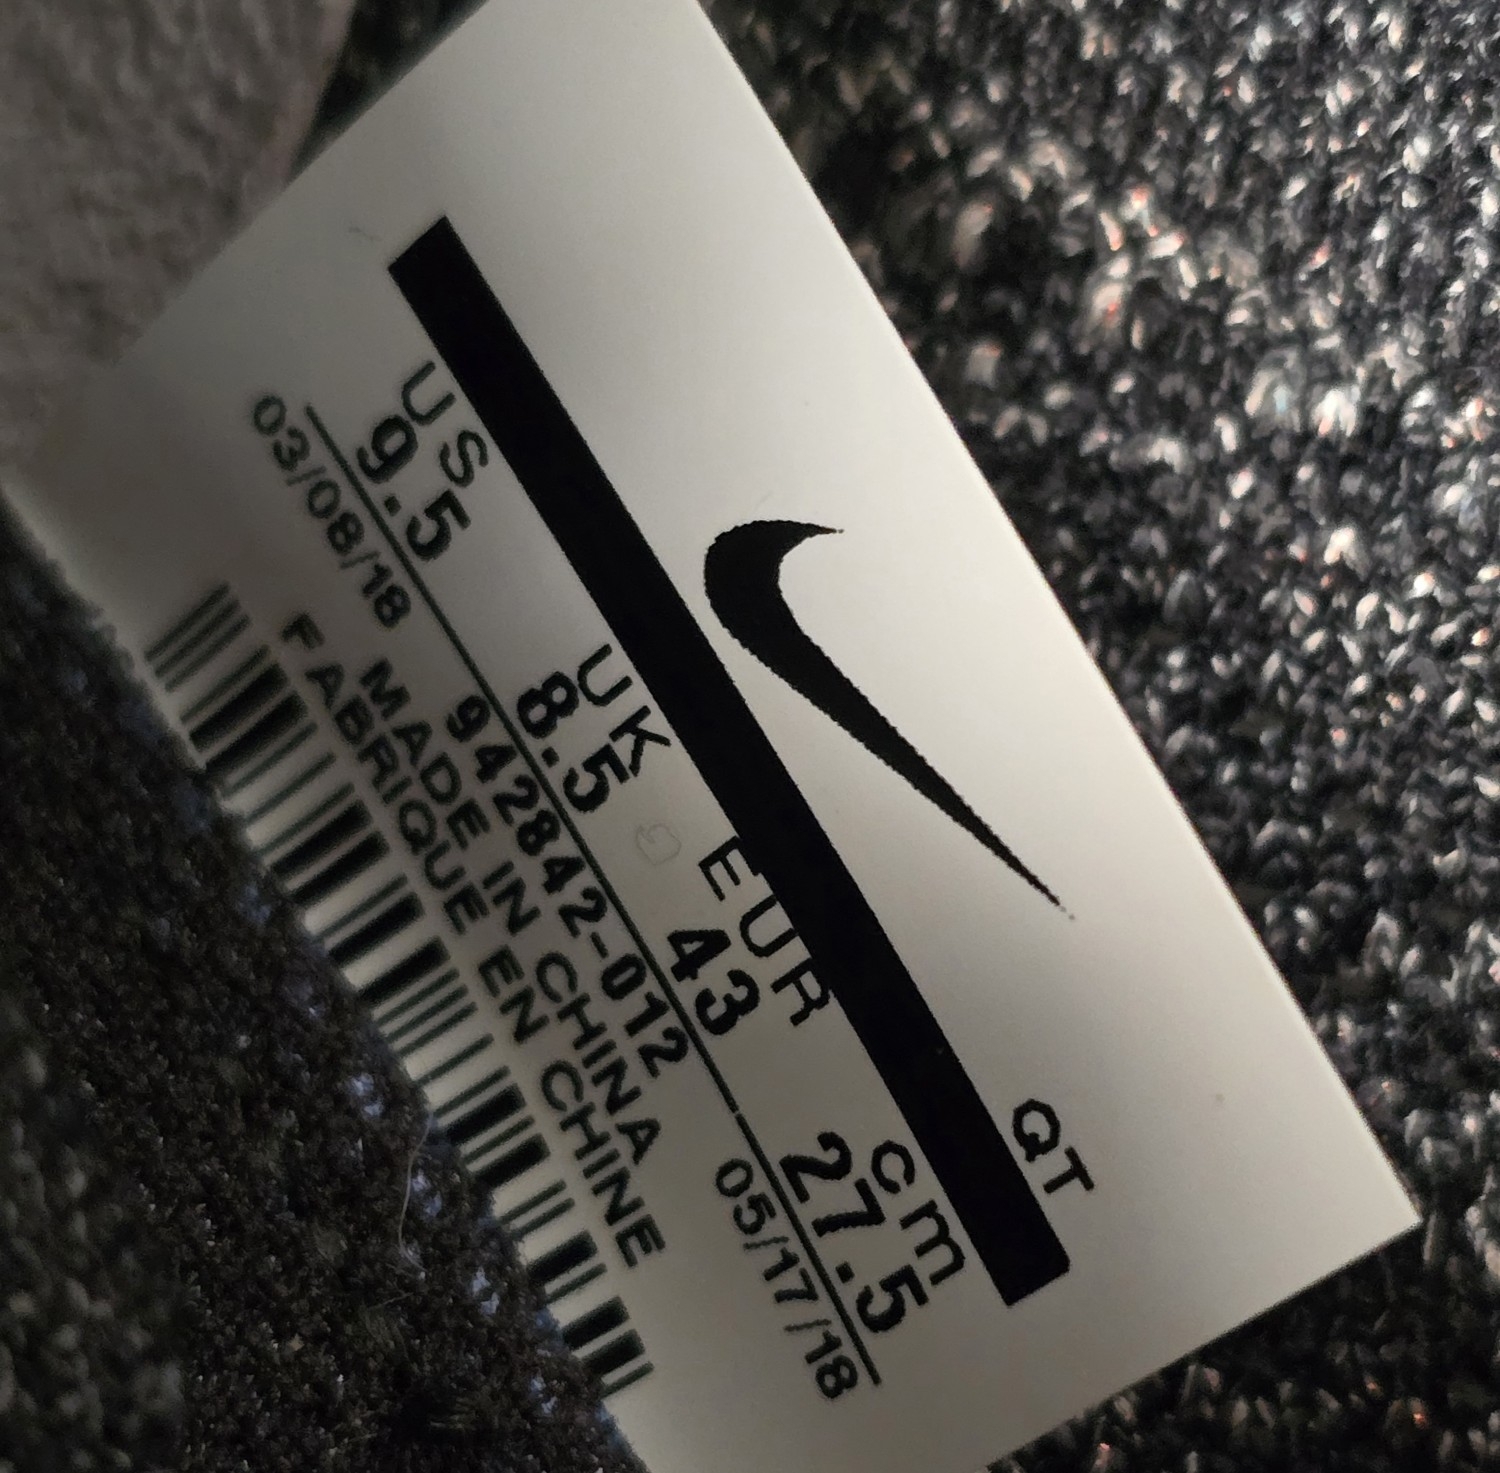 QT
US UK EUR cm
9.5 8.5 43 27.5
03/08/18 942842-012 05/17/18
MADE IN CHINA
FABRIQUE EN CHINE